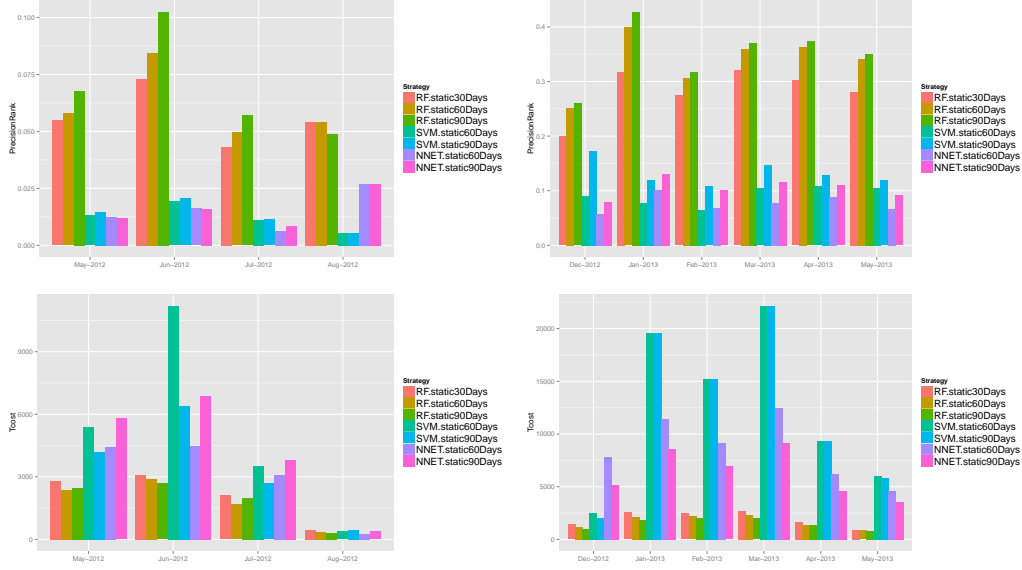 0.100
0.075
0.050
0.025
0.000
PrecisionRank
May−2012 Jun−2012 Jul−2012 Aug−2012
Strategy
RF.static30Days
RF.static60Days
RF.static90Days
SVM.static60Days
SVM.static90Days
NNET.static60Days
NNET.static90Days
0.4
0.3
0.2
0.1
0.0
PrecisionRank
Dec−2012 Jan−2013 Feb−2013 Mar−2013 Apr−2013 May−2013
Strategy
RF.static30Days
RF.static60Days
RF.static90Days
SVM.static60Days
SVM.static90Days
NNET.static60Days
NNET.static90Days
9000
6000
3000
0
Tcost
May−2012 Jun−2012 Jul−2012 Aug−2012
Strategy
RF.static30Days
RF.static60Days
RF.static90Days
SVM.static60Days
SVM.static90Days
NNET.static60Days
NNET.static90Days
20000
15000
10000
5000
0
Tcost
Dec−2012 Jan−2013 Feb−2013 Mar−2013 Apr−2013 May−2013
Strategy
RF.static30Days
RF.static60Days
RF.static90Days
SVM.static60Days
SVM.static90Days
NNET.static60Days
NNET.static90Days